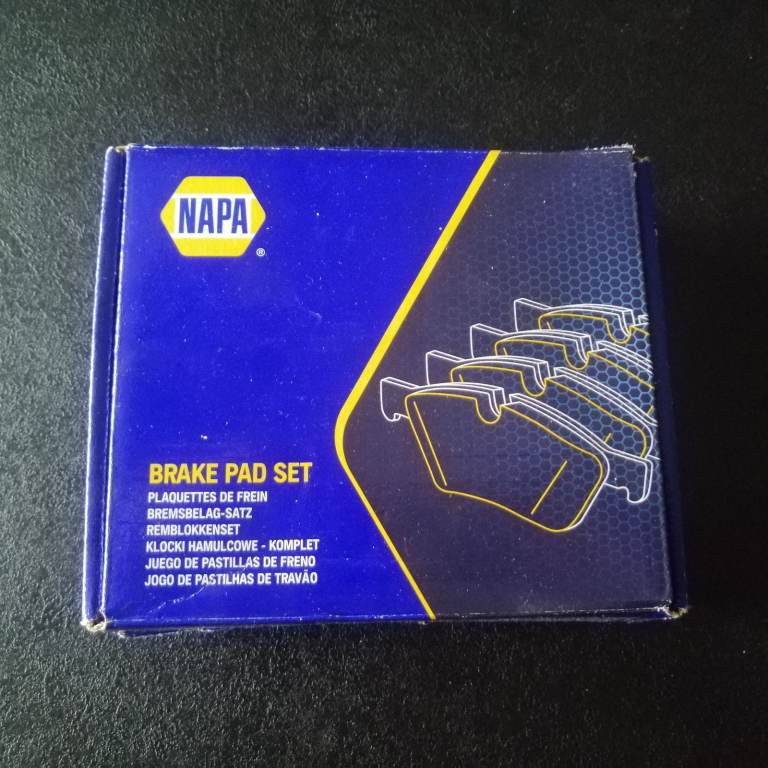 NAPA
®
BRAKE PAD SET
PLAQUETTES DE FREIN
BREMSBELAG-SATZ
REMBLOKKENSET
KLOCKI HAMULCOWE - KOMPLET
JUEGO DE PASTILLAS DE FRENO
JOGO DE PASTILHAS DE TRAVÃO